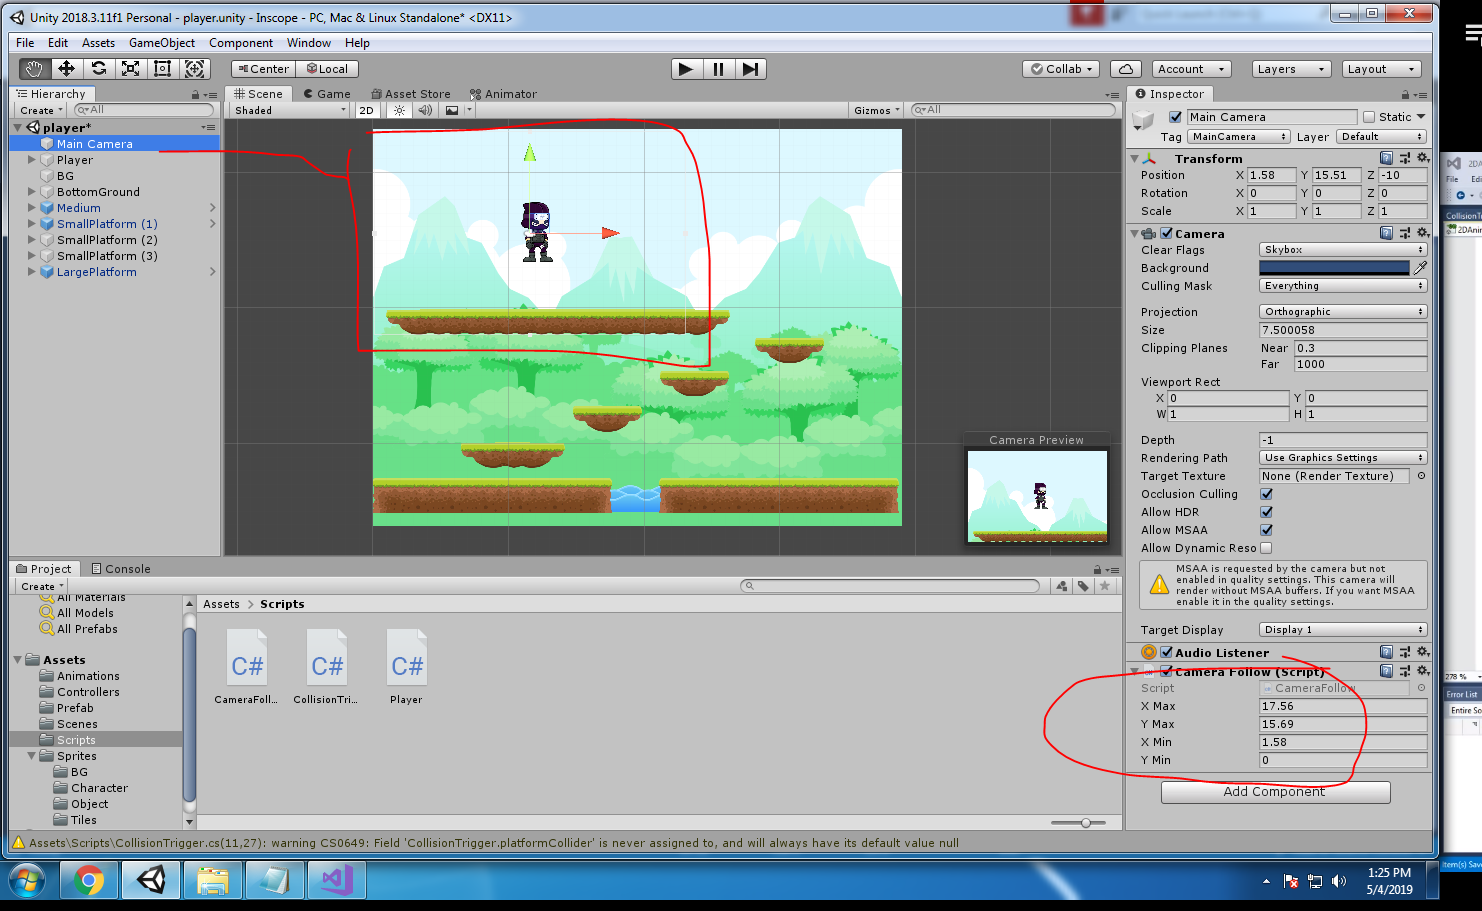 Unity 2018.3.11f1 Personal - player.unity - Inscope - PC, Mac & Linux Standalone* <DX11>
File Edit Assets GameObject Component Window Help
Center Local
Collab Account Layers Layout
Hierarchy
Create All
player*
Main Camera
Player
BG
BottomGround
Medium
SmallPlatform (1)
SmallPlatform (2)
SmallPlatform (3)
LargePlatform
Scene Game Asset Store Animator
Shaded 2D Gizmos All
Camera Preview
Inspector
Main Camera Static
Tag MainCamera Layer Default
Transform
Position X 1.58 Y 15.51 Z -10
Rotation X 0 Y 0 Z 0
Scale X 1 Y 1 Z 1
Camera
Clear Flags Skybox
Background
Culling Mask Everything
Projection Orthographic
Size 7.500058
Clipping Planes Near 0.3
Far 1000
Viewport Rect
X 0 Y 0
W 1 H 1
Depth -1
Rendering Path Use Graphics Settings
Target Texture None (Render Texture)
Occlusion Culling
Allow HDR
Allow MSAA
Allow Dynamic Reso
MSAA is requested by the camera but not
enabled in quality settings. This camera will
render without MSAA buffers. If you want MSAA
enable it in the quality settings.
Target Display Display 1
Audio Listener
Camera Follow (Script)
Script CameraFollow
X Max 17.56
Y Max 15.69
X Min 1.58
Y Min 0
Add Component
Project Console
Create
All Materials
All Models
All Prefabs
Assets
Animations
Controllers
Prefab
Scenes
Scripts
Sprites
BG
Character
Object
Tiles
Assets > Scripts
C# C# C#
CameraFoll... CollisionTri... Player
Assets\Scripts\CollisionTrigger.cs(11,27): warning CS0649: Field 'CollisionTrigger.platformCollider' is never assigned to, and will always have its default value null
File Edit
278 %
Error List
Entire So
1:25 PM
5/4/2019